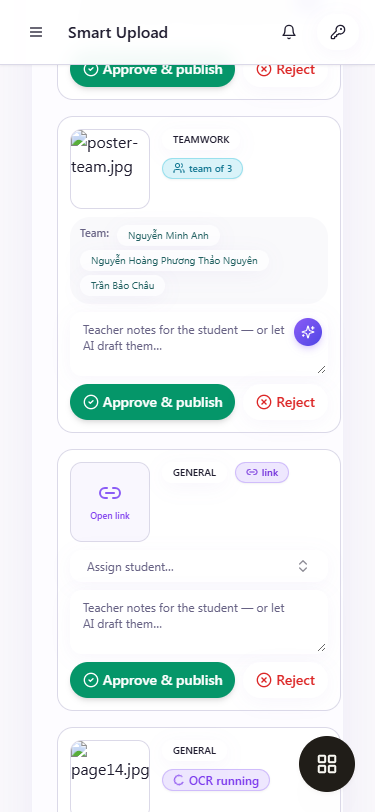 Smart Upload
Approve & publish
Reject
poster-team.jpg
TEAMWORK
team of 3
Team:
Nguyễn Minh Anh
Nguyễn Hoàng Phương Thảo Nguyên
Trần Bảo Châu
Teacher notes for the student — or let
AI draft them...
Approve & publish
Reject
Open link
GENERAL
link
Assign student...
Teacher notes for the student — or let
AI draft them...
Approve & publish
Reject
page14.jpg
GENERAL
OCR running